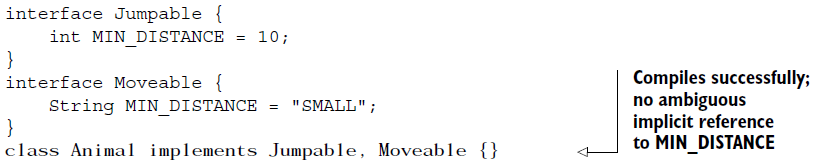 interface Jumpable {
    int MIN_DISTANCE = 10;
}
interface Moveable {
    String MIN_DISTANCE = "SMALL";
}
class Animal implements Jumpable, Moveable {}
Compiles successfully;
no ambiguous
implicit reference
to MIN_DISTANCE